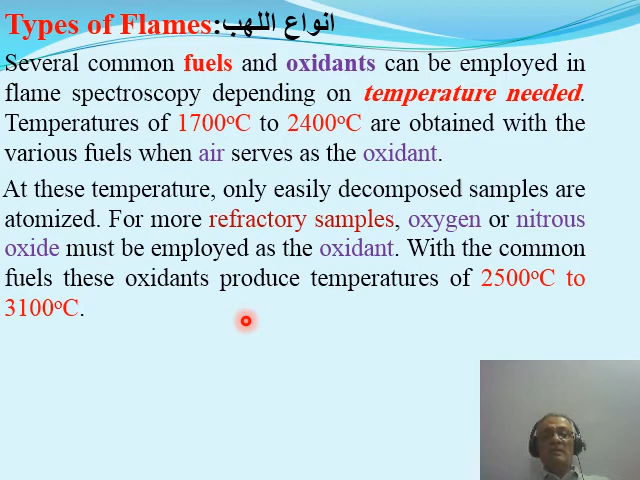 Types of Flames:انواع اللهب
Several common fuels and oxidants can be employed in
flame spectroscopy depending on temperature needed.
Temperatures of 1700ᵒC to 2400ᵒC are obtained with the
various fuels when air serves as the oxidant.
At these temperature, only easily decomposed samples are
atomized. For more refractory samples, oxygen or nitrous
oxide must be employed as the oxidant. With the common
fuels these oxidants produce temperatures of 2500ᵒC to
3100ᵒC.